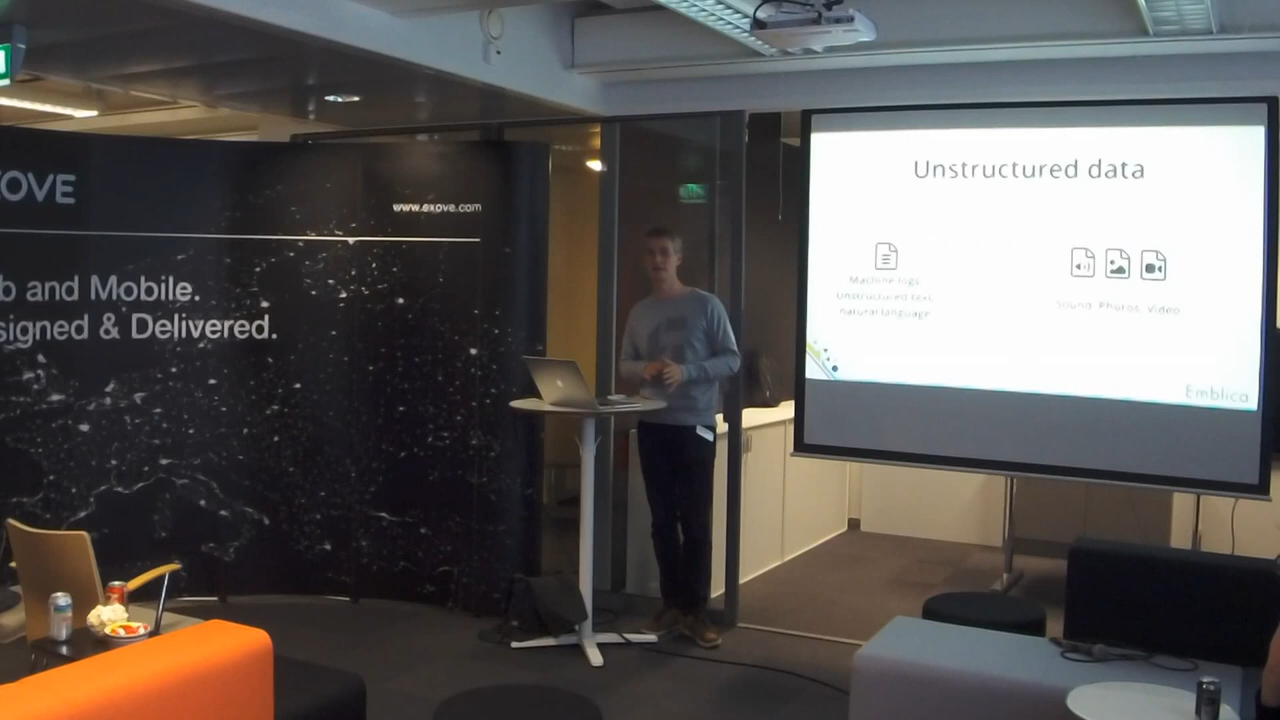 XOVE
www.exove.com
b and Mobile.
signed & Delivered.
Unstructured data
Machine logs
Unstructured text,
natural language
Sound, Photos, Video
Emblica